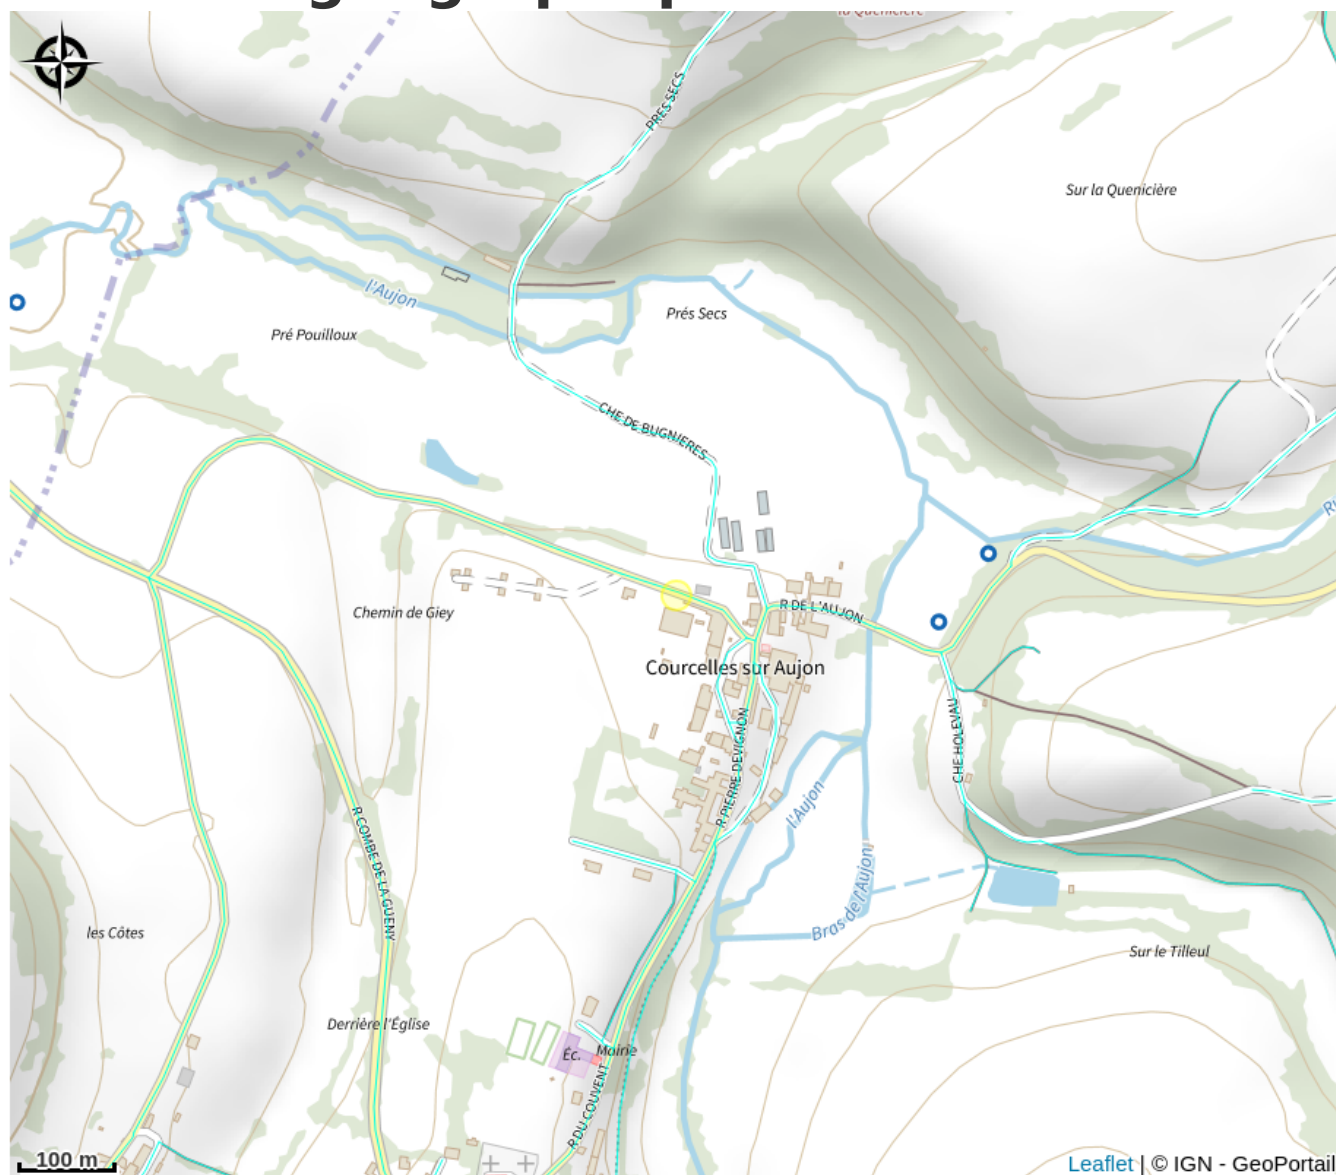 la Quenicière
PRES SECS
Sur la Quenicière
l'Aujon
Prés Secs
Pré Pouilloux
CHE DE BUGNIERES
Chemin de Giey
R DE L'AUJON
Courcelles sur Aujon
R PIERRE DEVIGNON
CHE HOLEVAU
l'Aujon
R COMBE DE LA GUENY
Bras de l'Aujon
les Côtes
Sur le Tilleul
Derrière l'Église
Éc.
Mairie
R DU COUVENT
100 m
Leaflet | © IGN - GeoPortail